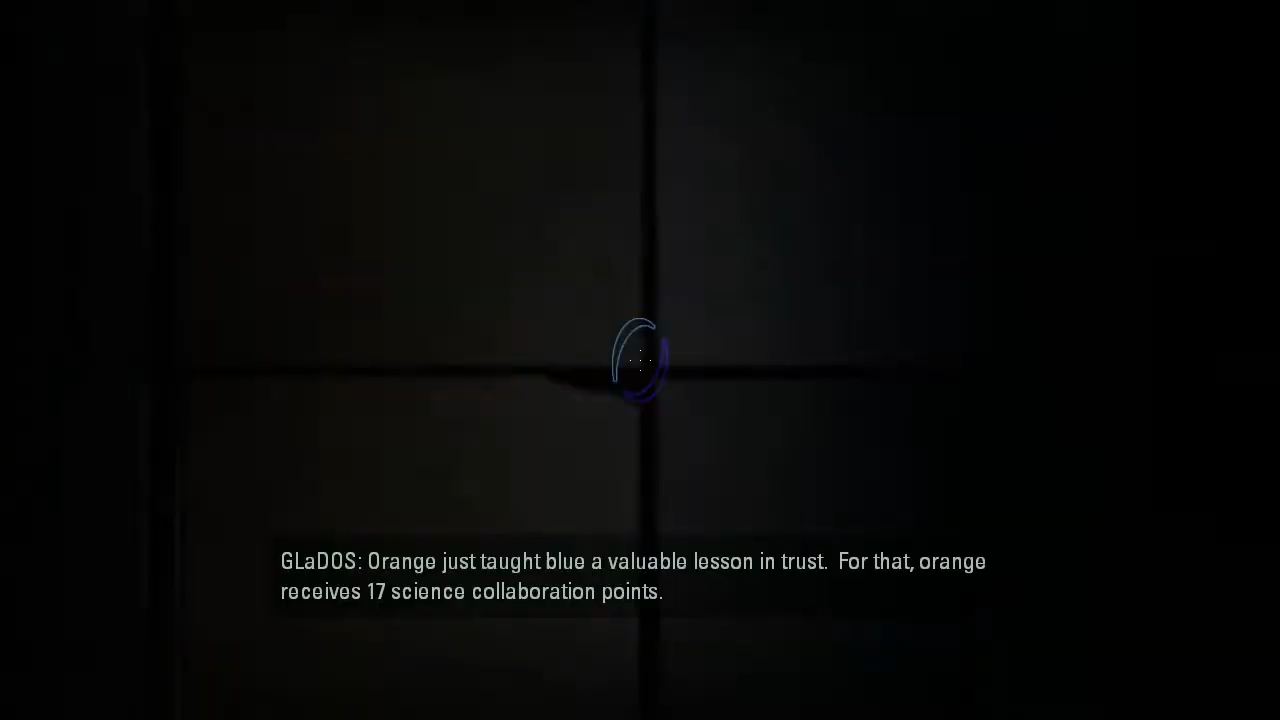 GLaDOS: Orange just taught blue a valuable lesson in trust.  For that, orange
receives 17 science collaboration points.